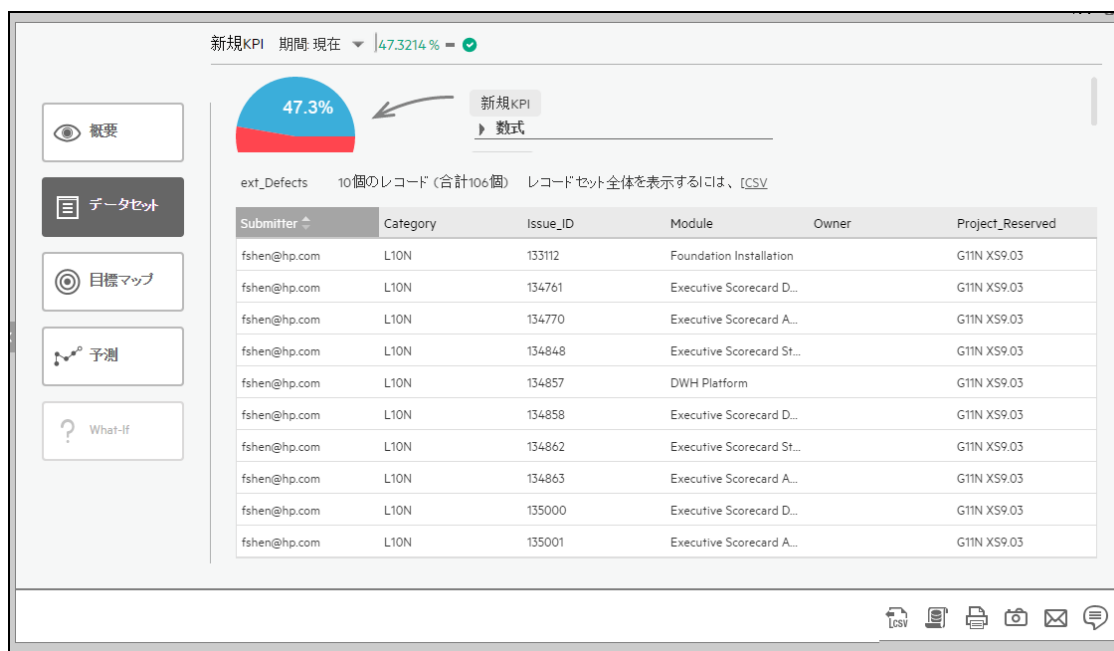 新規KPI 期間: 現在 47.3214 % =
概要
データセット
目標マップ
予測
What-If
47.3%
新規KPI
数式
ext_Defects 10個のレコード (合計106個) レコードセット全体を表示するには、[CSV
Submitter Category Issue_ID Module Owner Project_Reserved
fshen@hp.com L10N 133112 Foundation Installation G11N XS9.03
fshen@hp.com L10N 134761 Executive Scorecard D... G11N XS9.03
fshen@hp.com L10N 134770 Executive Scorecard A... G11N XS9.03
fshen@hp.com L10N 134848 Executive Scorecard St... G11N XS9.03
fshen@hp.com L10N 134857 DWH Platform G11N XS9.03
fshen@hp.com L10N 134858 Executive Scorecard D... G11N XS9.03
fshen@hp.com L10N 134862 Executive Scorecard St... G11N XS9.03
fshen@hp.com L10N 134863 Executive Scorecard A... G11N XS9.03
fshen@hp.com L10N 135000 Executive Scorecard D... G11N XS9.03
fshen@hp.com L10N 135001 Executive Scorecard A... G11N XS9.03
[CSV